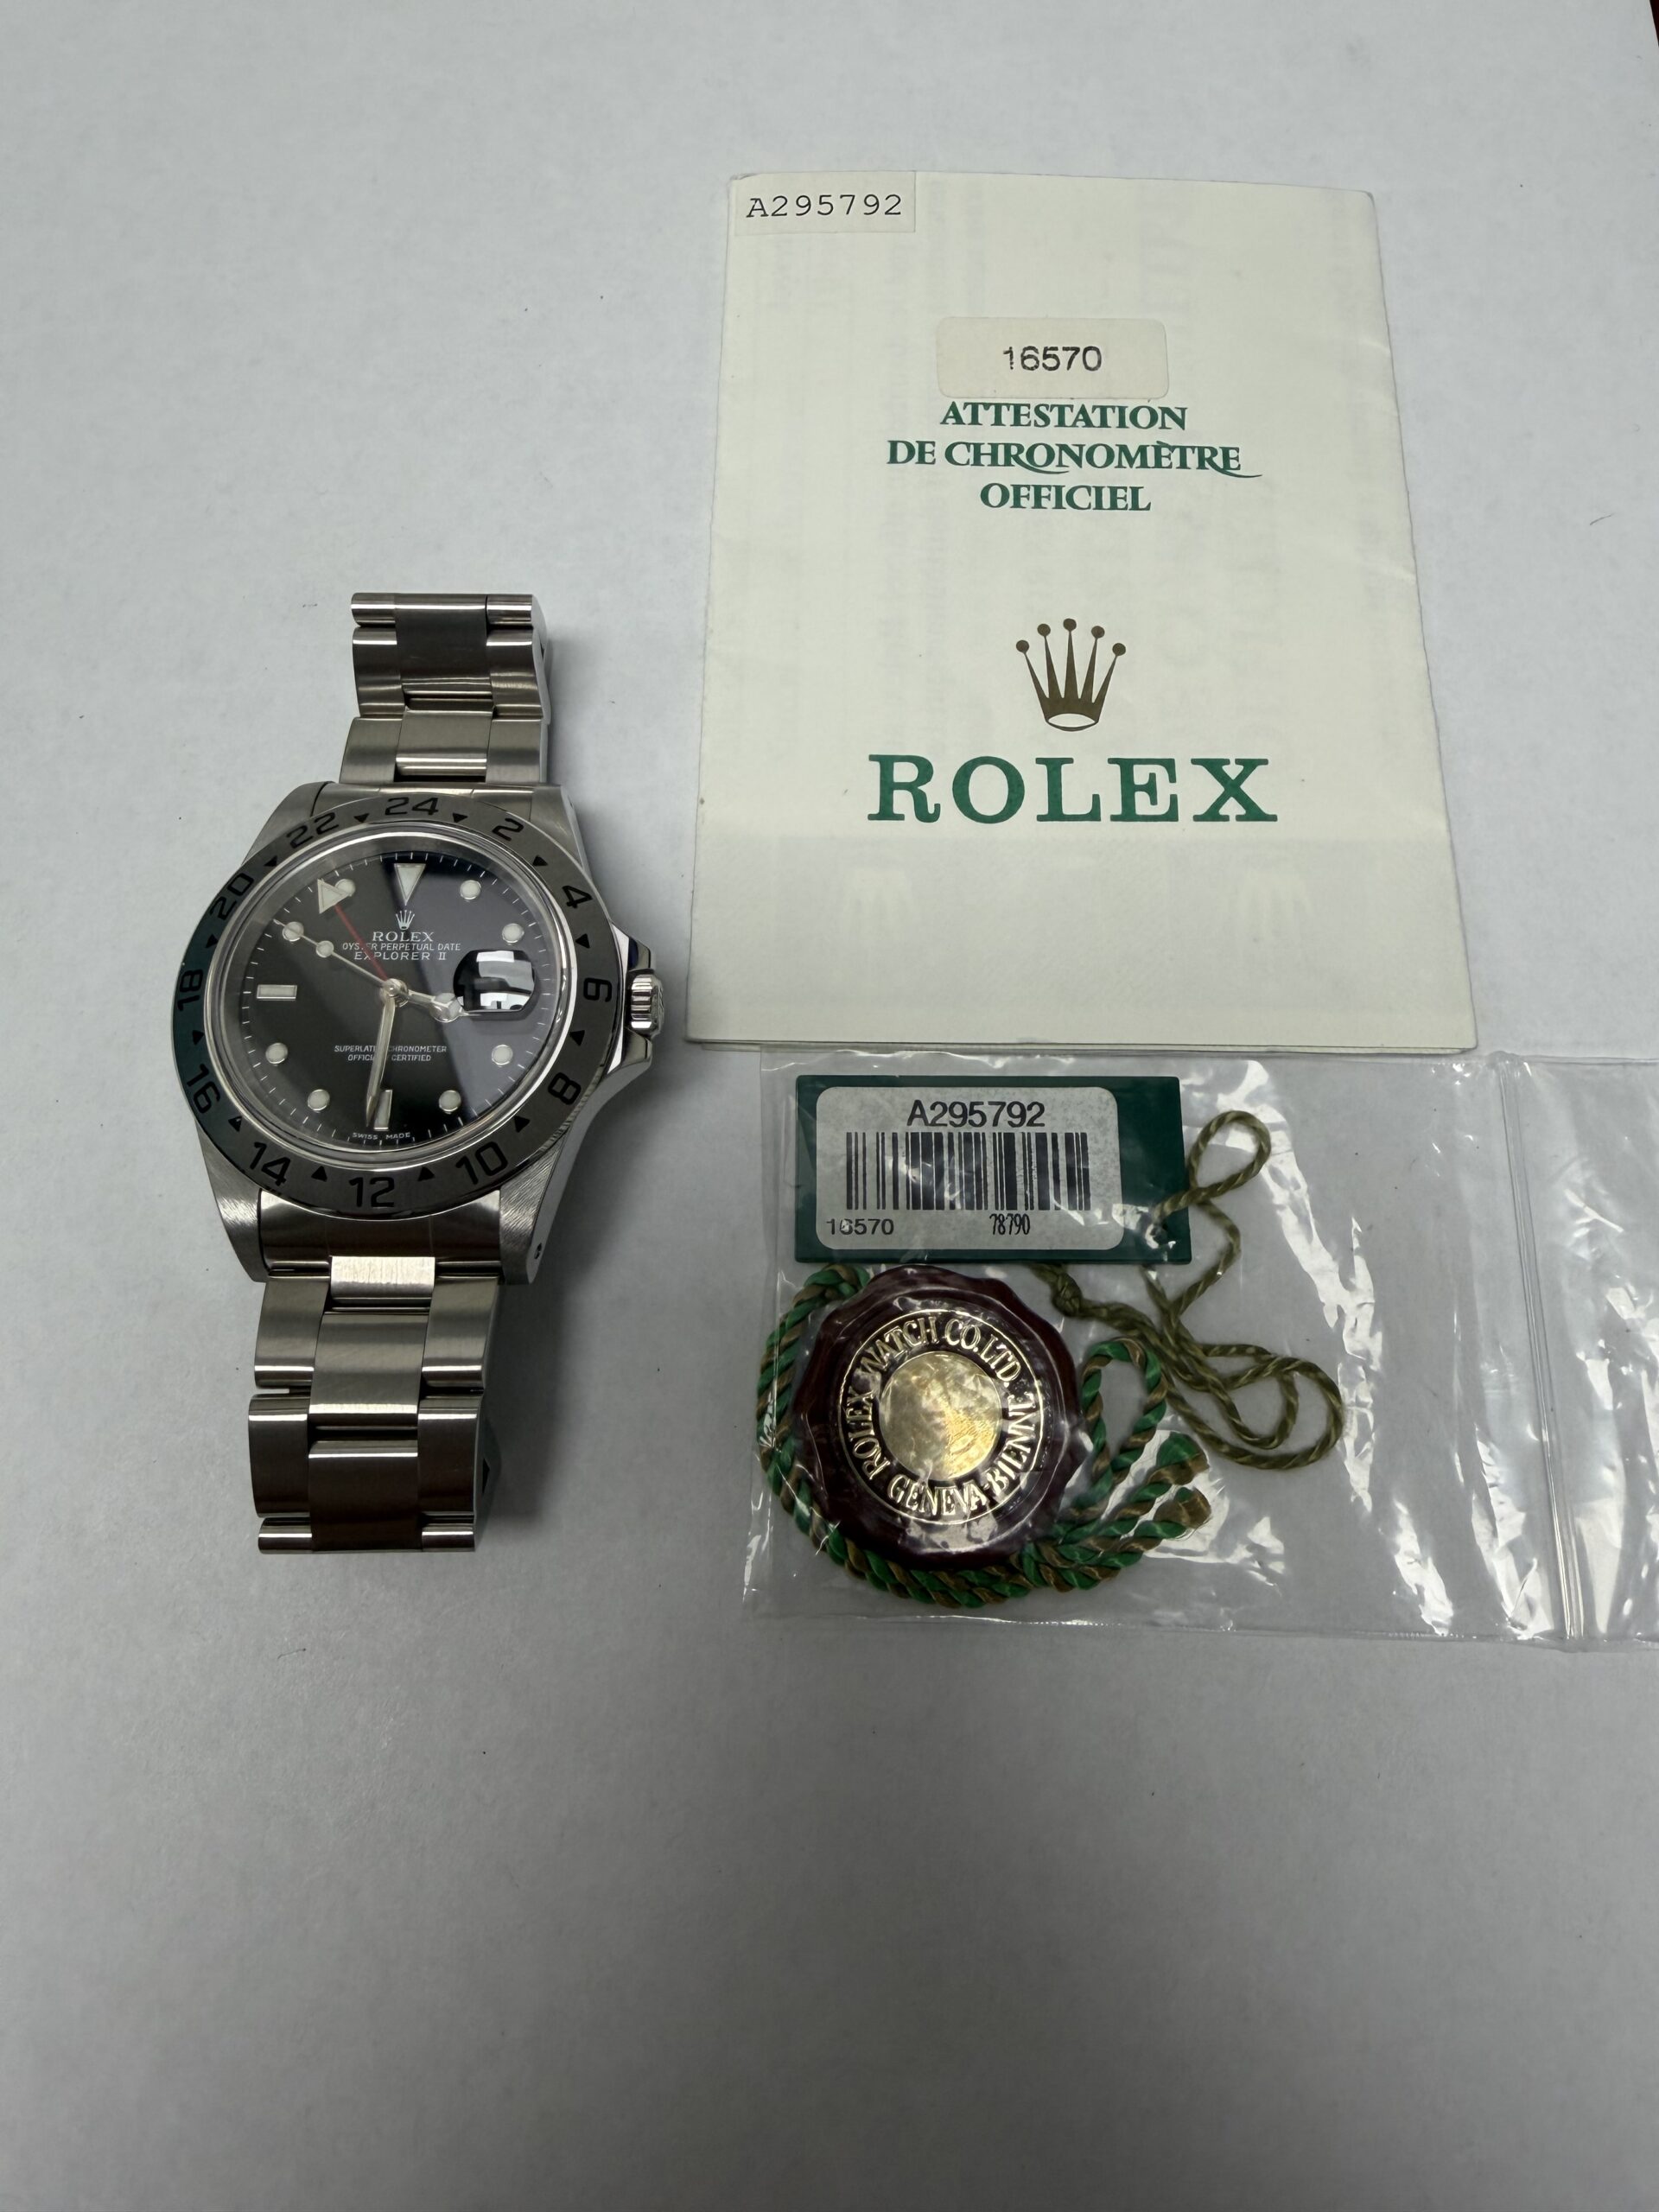 A295792
16570
ATTESTATION
DE CHRONOMÈTRE
OFFICIEL
ROLEX
24
2
4
6
8
10
12
14
16
18
20
22
ROLEX
OYSTER PERPETUAL DATE
EXPLORER II
SUPERLATIVE CHRONOMETER
OFFICIALLY CERTIFIED
SWISS MADE
A295792
16570 78790
ROLEX WATCH CO.LTD.
GENEVA-BIENNE